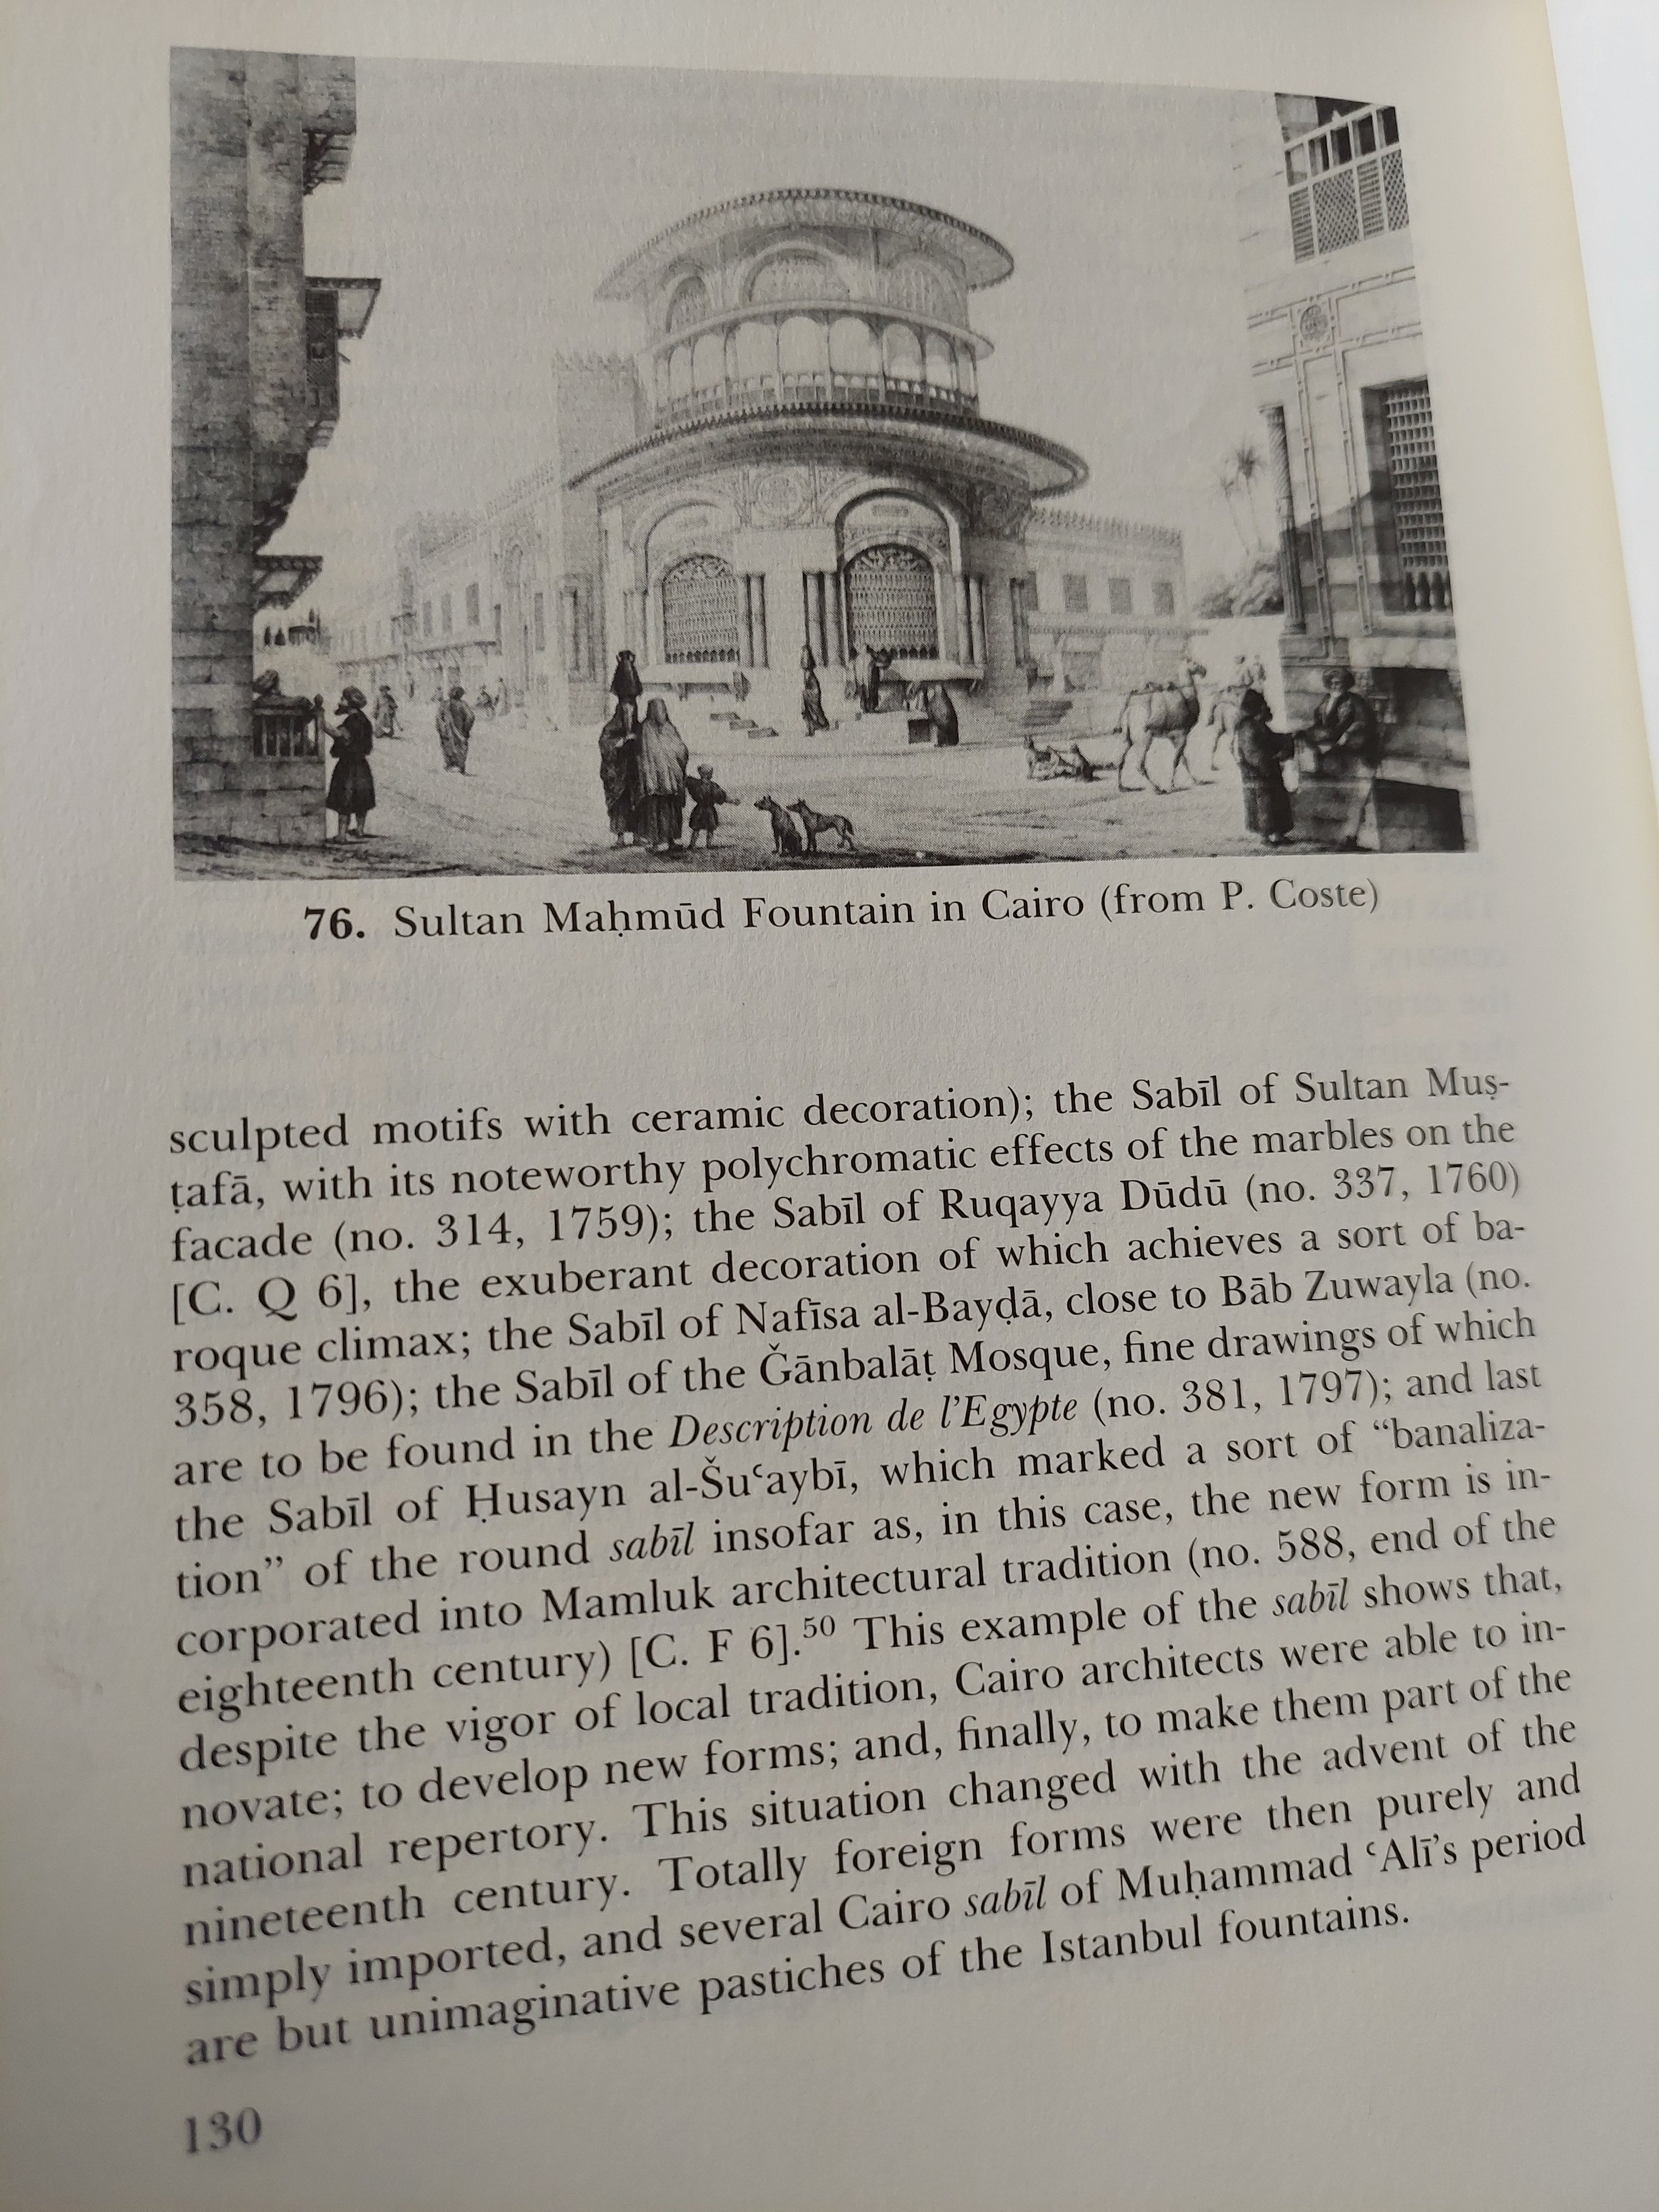 76. Sultan Maḥmūd Fountain in Cairo (from P. Coste)
sculpted motifs with ceramic decoration); the Sabīl of Sultan Muṣ-
ṭafā, with its noteworthy polychromatic effects of the marbles on the
facade (no. 314, 1759); the Sabīl of Ruqayya Dūdū (no. 337, 1760)
[C. Q 6], the exuberant decoration of which achieves a sort of ba-
roque climax; the Sabīl of Nafīsa al-Bayḍā, close to Bāb Zuwayla (no.
358, 1796); the Sabīl of the Ǧānbalāṭ Mosque, fine drawings of which
are to be found in the Description de l'Egypte (no. 381, 1797); and last
the Sabīl of Ḥusayn al-Šuʿaybī, which marked a sort of “banaliza-
tion” of the round sabīl insofar as, in this case, the new form is in-
corporated into Mamluk architectural tradition (no. 588, end of the
eighteenth century) [C. F 6].⁵⁰ This example of the sabīl shows that,
despite the vigor of local tradition, Cairo architects were able to in-
novate; to develop new forms; and, finally, to make them part of the
national repertory. This situation changed with the advent of the
nineteenth century. Totally foreign forms were then purely and
simply imported, and several Cairo sabīl of Muḥammad ʿAlī's period
are but unimaginative pastiches of the Istanbul fountains.
130